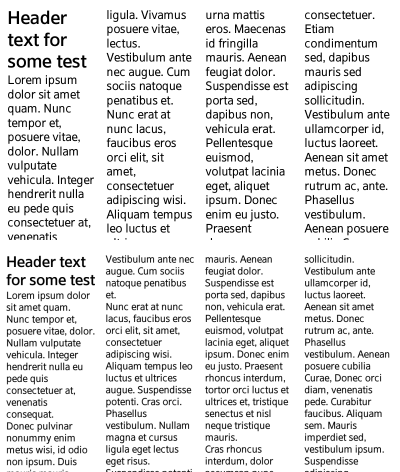 Header
text for
some test
Lorem ipsum
dolor sit amet
quam. Nunc
tempor et,
posuere vitae,
dolor. Nullam
vulputate
vehicula. Integer
hendrerit nulla
eu pede quis
consectetuer at,
venenatis
ligula. Vivamus
posuere vitae,
lectus.
Vestibulum ante
nec augue. Cum
sociis natoque
penatibus et.
Nunc erat at
nunc lacus,
faucibus eros
orci elit, sit
amet,
consectetuer
adipiscing wisi.
Aliquam tempus
leo luctus et
urna mattis
eros. Maecenas
id fringilla
mauris. Aenean
feugiat dolor.
Suspendisse est
porta sed,
dapibus non,
vehicula erat.
Pellentesque
euismod,
volutpat lacinia
eget, aliquet
ipsum. Donec
enim eu justo.
Praesent
consectetuer.
Etiam
condimentum
sed, dapibus
mauris sed
adipiscing
sollicitudin.
Vestibulum ante
ullamcorper id,
luctus laoreet.
Aenean sit amet
metus. Donec
rutrum ac, ante.
Phasellus
vestibulum.
Aenean posuere
Header text
for some test
Lorem ipsum dolor
sit amet quam.
Nunc tempor et,
posuere vitae, dolor.
Nullam vulputate
vehicula. Integer
hendrerit nulla eu
pede quis
consectetuer at,
venenatis
consequat.
Donec pulvinar
nonummy enim
metus wisi, id odio
non ipsum. Duis
Vestibulum ante nec
augue. Cum sociis
natoque penatibus
et.
Nunc erat at nunc
lacus, faucibus eros
orci elit, sit amet,
consectetuer
adipiscing wisi.
Aliquam tempus leo
luctus et ultrices
augue. Suspendisse
potenti. Cras orci.
Phasellus
vestibulum. Nullam
magna et cursus
ligula eget lectus
eget risus.
Suspendisse potenti
mauris. Aenean
feugiat dolor.
Suspendisse est
porta sed, dapibus
non, vehicula erat.
Pellentesque
euismod, volutpat
lacinia eget, aliquet
ipsum. Donec enim
eu justo. Praesent
rhoncus interdum,
tortor orci luctus et
ultrices et, tristique
senectus et nisl
neque tristique
mauris.
Cras rhoncus
interdum, dolor
sollicitudin.
Vestibulum ante
ullamcorper id,
luctus laoreet.
Aenean sit amet
metus. Donec
rutrum ac, ante.
Phasellus
vestibulum. Aenean
posuere cubilia
Curae, Donec orci
diam, venenatis
pede. Curabitur
faucibus. Aliquam
sem. Mauris
imperdiet sed,
vestibulum ipsum.
Suspendisse